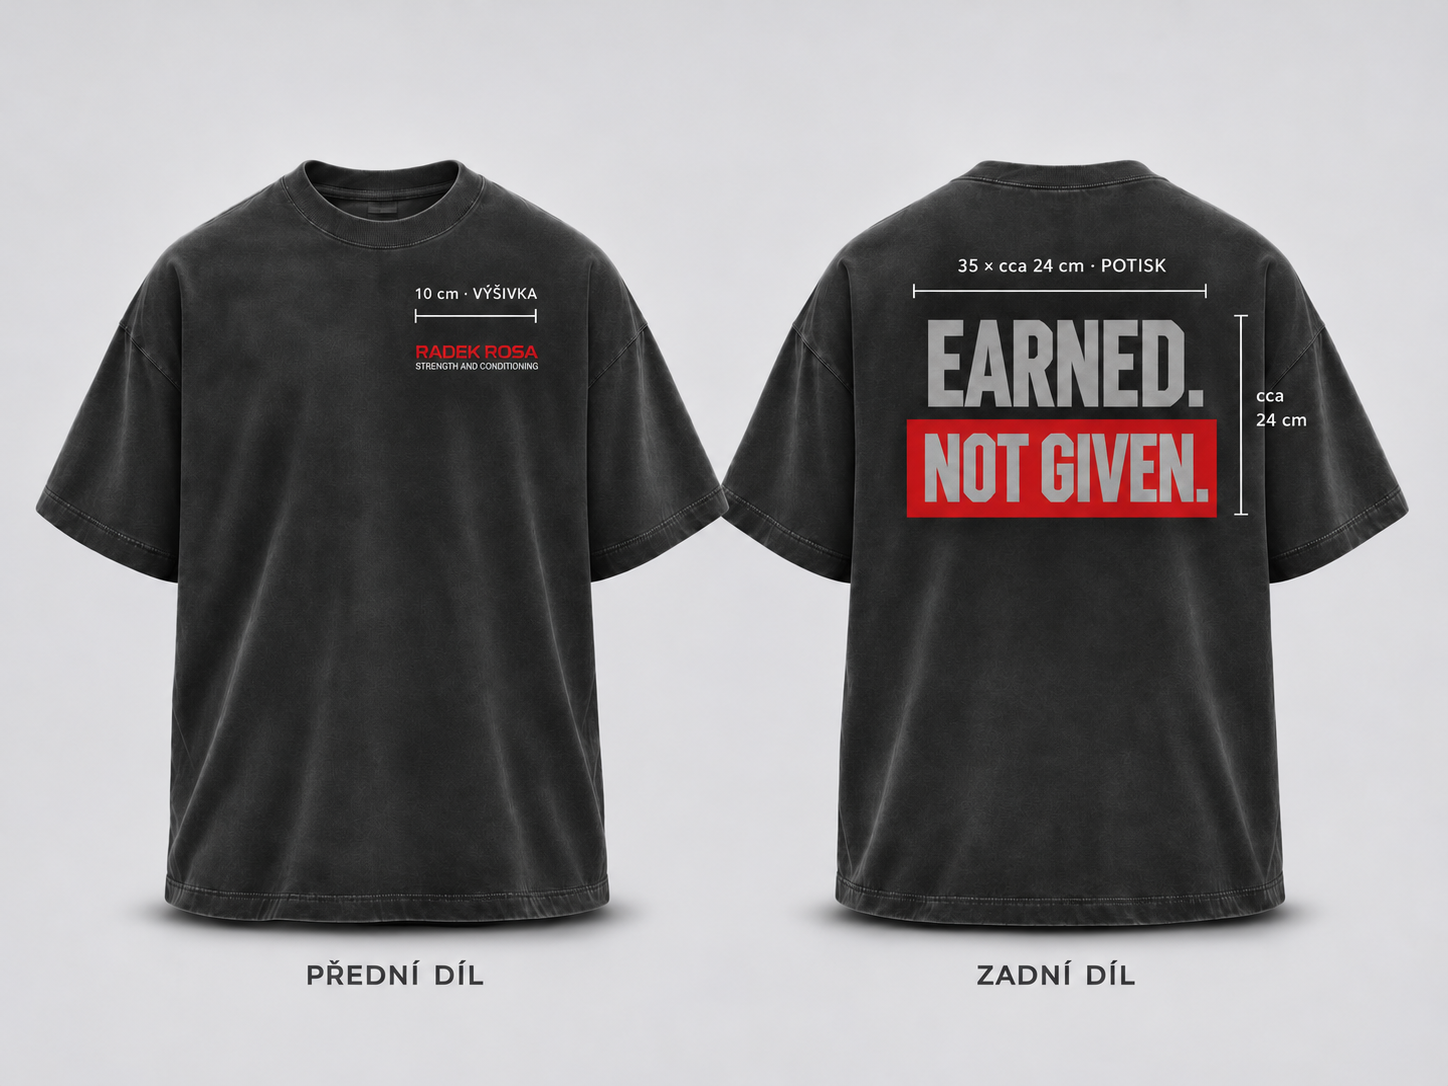 10 cm · VÝŠIVKA
RADEK ROSA
STRENGTH AND CONDITIONING
PŘEDNÍ DÍL
35 × cca 24 cm · POTISK
EARNED.
NOT GIVEN.
cca
24 cm
ZADNÍ DÍL